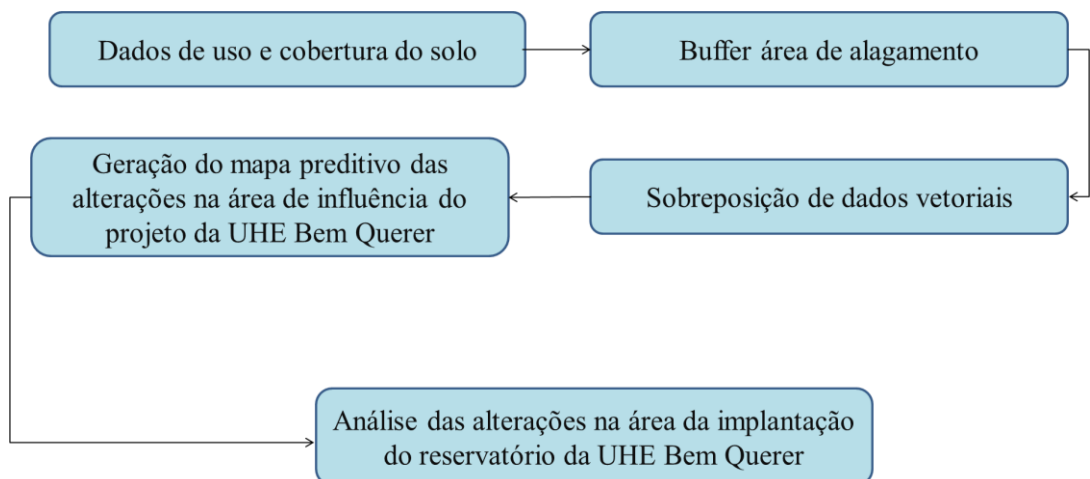 Dados de uso e cobertura do solo
Buffer área de alagamento
Sobreposição de dados vetoriais
Geração do mapa preditivo das
alterações na área de influência do
projeto da UHE Bem Querer
Análise das alterações na área da implantação
do reservatório da UHE Bem Querer